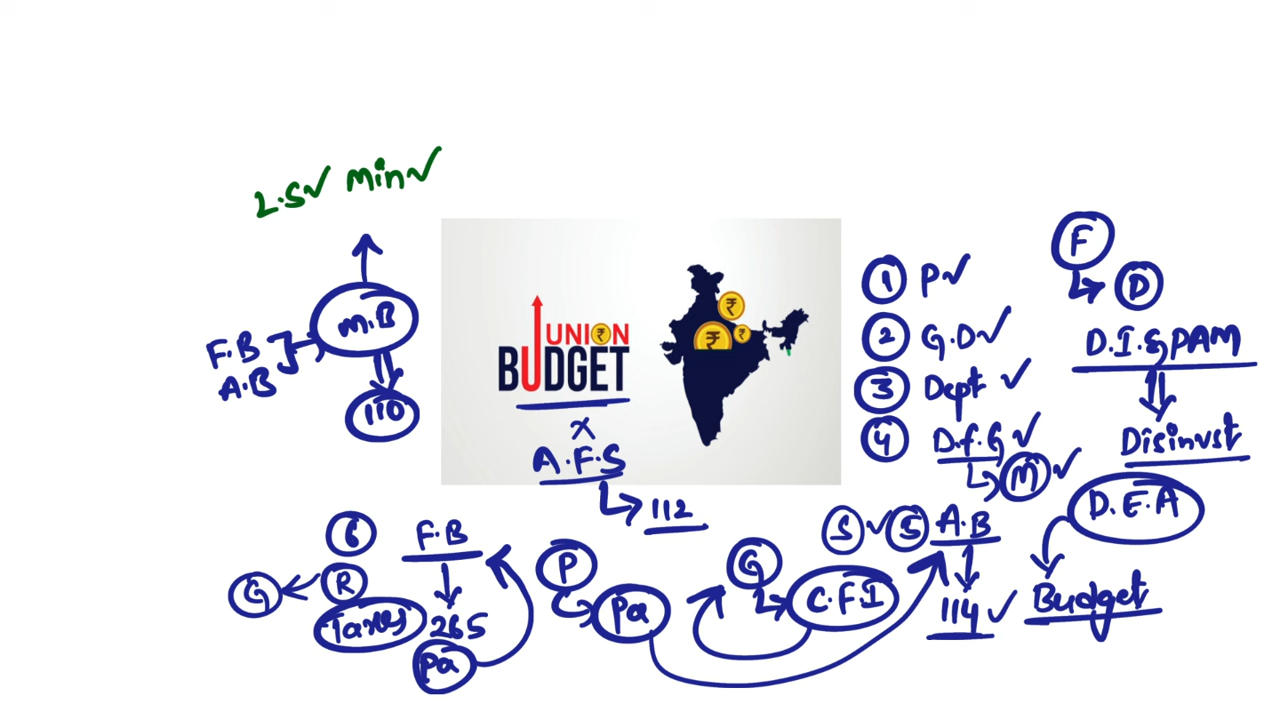 L.S✓ Min✓
M.B
F.B
A.B
110
UNION
BUDGET
x
A.F.S
112
① P✓
② G.D✓
③ Dept ✓
④ D.f.G✓
M ✓
S ✓ ⑤ A.B
114 ✓
F
D
D.I.&PAM
Disinvst
D.E.A
Budget
6 F.B
G R
Taxes 265
Pa
P
Pa
G
C.F.I